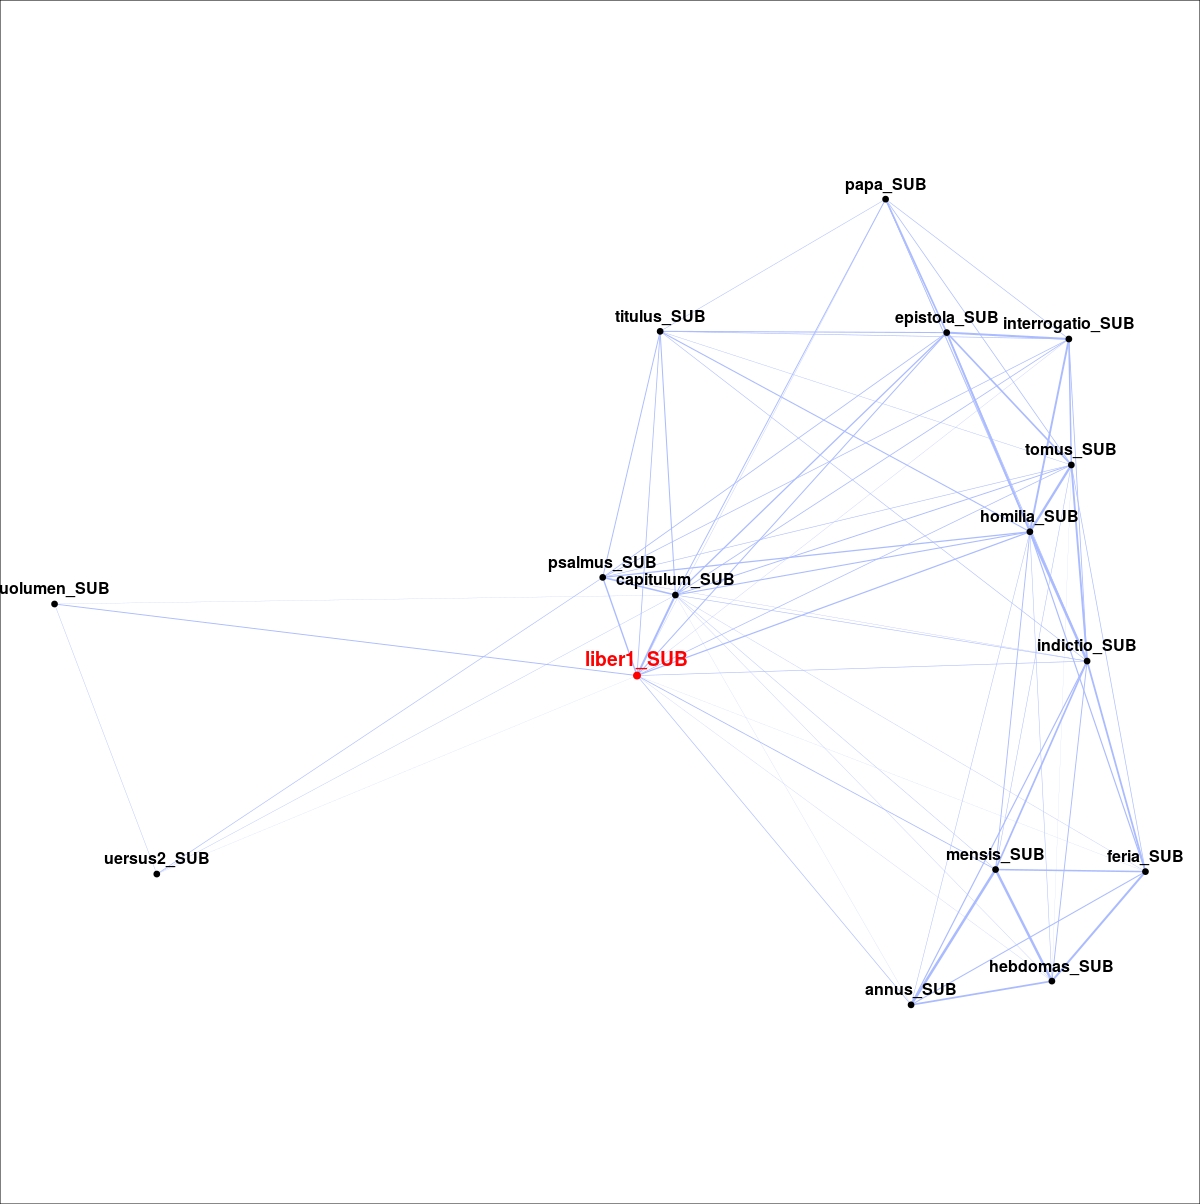 papa_SUB
titulus_SUB
epistola_SUB
interrogatio_SUB
tomus_SUB
homilia_SUB
psalmus_SUB
capitulum_SUB
uolumen_SUB
indictio_SUB
liber1_SUB
mensis_SUB
feria_SUB
uersus2_SUB
hebdomas_SUB
annus_SUB